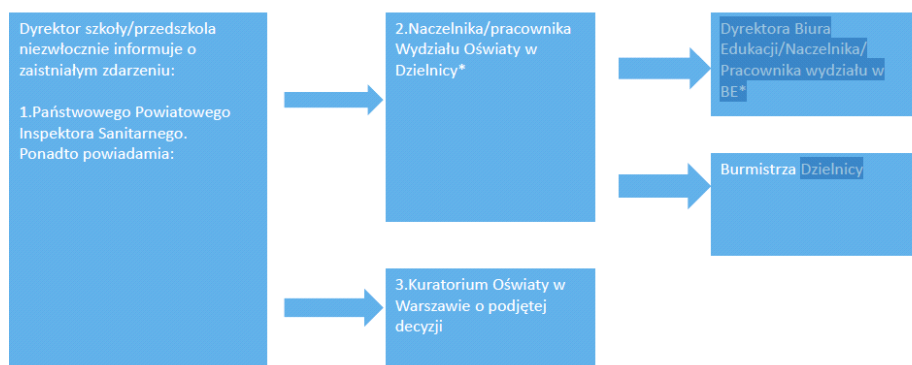 Dyrektor szkoły/przedszkola
niezwłocznie informuje o
zaistniałym zdarzeniu:
1.Państwowego Powiatowego
Inspektora Sanitarnego.
Ponadto powiadamia:
2.Naczelnika/pracownika
Wydziału Oświaty w
Dzielnicy*
3.Kuratorium Oświaty w
Warszawie o podjętej
decyzji
Dyrektora Biura
Edukacji/Naczelnika/
Pracownika wydziału w
BE*
Burmistrza Dzielnicy